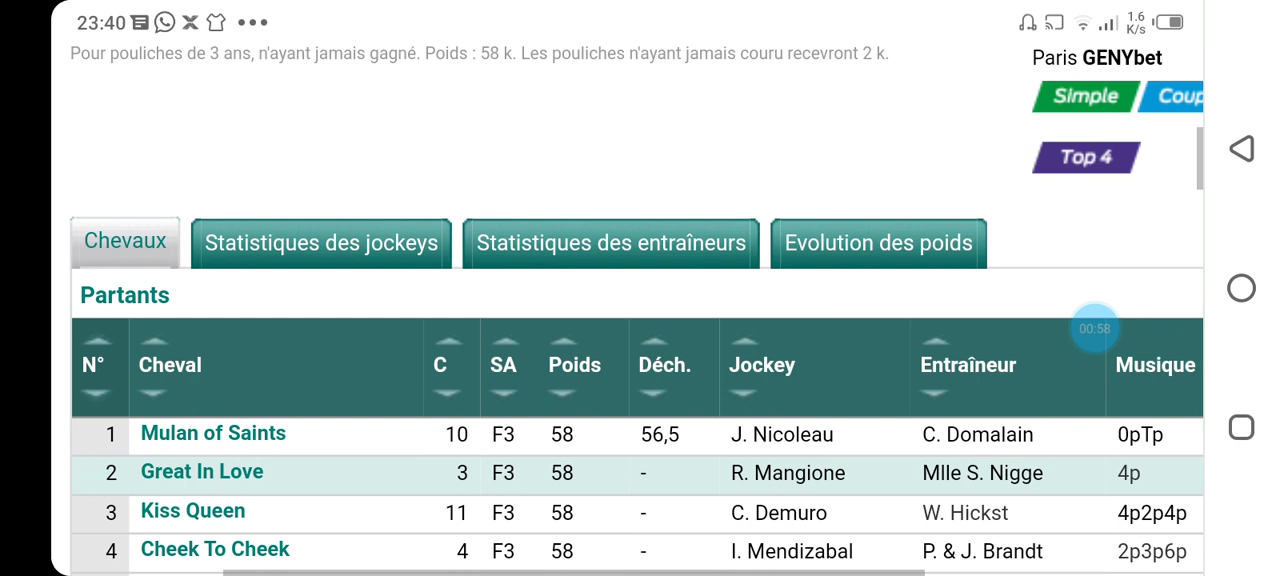 23:40 1.6 K/s
Pour pouliches de 3 ans, n'ayant jamais gagné. Poids : 58 k. Les pouliches n'ayant jamais couru recevront 2 k.
Paris GENYbet
Simple Coup
Top 4
Chevaux Statistiques des jockeys Statistiques des entraîneurs Evolution des poids
Partants
00:58
N° Cheval C SA Poids Déch. Jockey Entraîneur Musique
1 Mulan of Saints 10 F3 58 56,5 J. Nicoleau C. Domalain 0pTp
2 Great In Love 3 F3 58 - R. Mangione Mlle S. Nigge 4p
3 Kiss Queen 11 F3 58 - C. Demuro W. Hickst 4p2p4p
4 Cheek To Cheek 4 F3 58 - I. Mendizabal P. & J. Brandt 2p3p6p